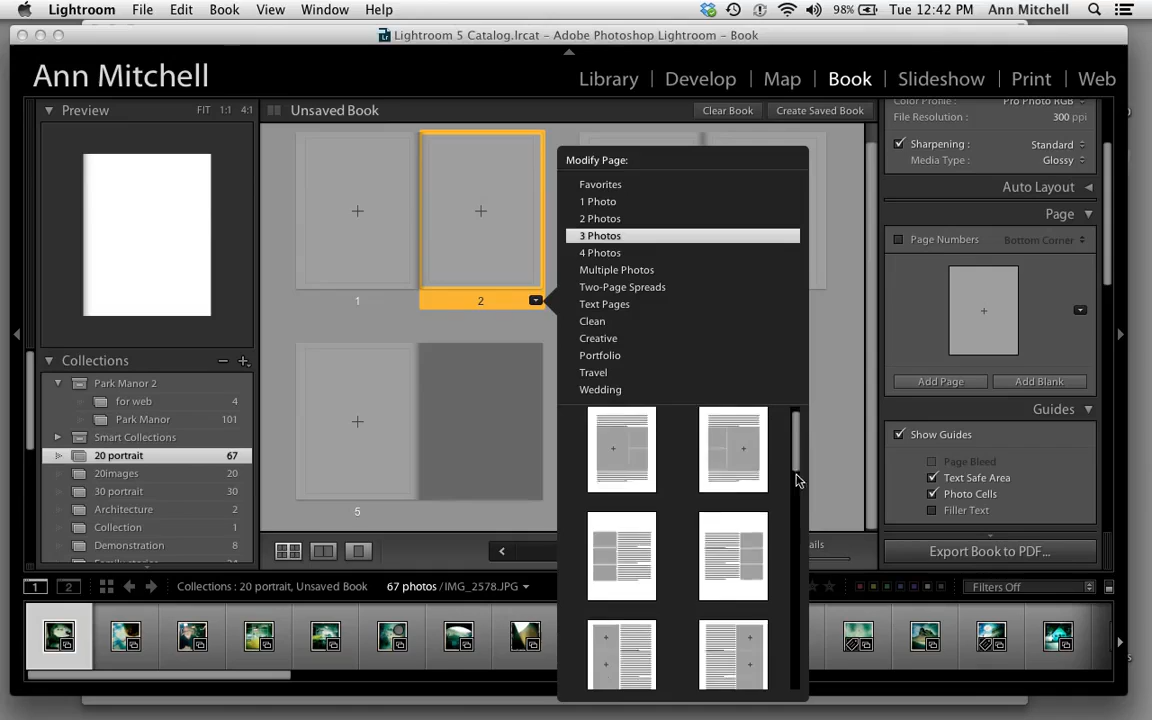 Lightroom File Edit Book View Window Help 98% Tue 12:42 PM Ann Mitchell
Lightroom 5 Catalog.lrcat – Adobe Photoshop Lightroom – Book
Ann Mitchell
Library | Develop | Map | Book | Slideshow | Print | Web
Preview FIT 1:1 4:1
Unsaved Book Clear Book Create Saved Book
Color Profile : Pro Photo RGB
File Resolution : 300 ppi
Sharpening : Standard
Media Type : Glossy
Auto Layout
Page
Page Numbers Bottom Corner
Add Page Add Blank
Guides
Show Guides
Page Bleed
Text Safe Area
Photo Cells
Filler Text
Export Book to PDF...
Modify Page:
Favorites
1 Photo
2 Photos
3 Photos
4 Photos
Multiple Photos
Two-Page Spreads
Text Pages
Clean
Creative
Portfolio
Travel
Wedding
1 2
5
Collections
Park Manor 2
for web 4
Park Manor 101
Smart Collections
20 portrait 67
20images 20
30 portrait 30
Architecture 2
Collection 1
Demonstration 8
1 2 Collections : 20 portrait, Unsaved Book 67 photos /IMG_2578.JPG Filters Off